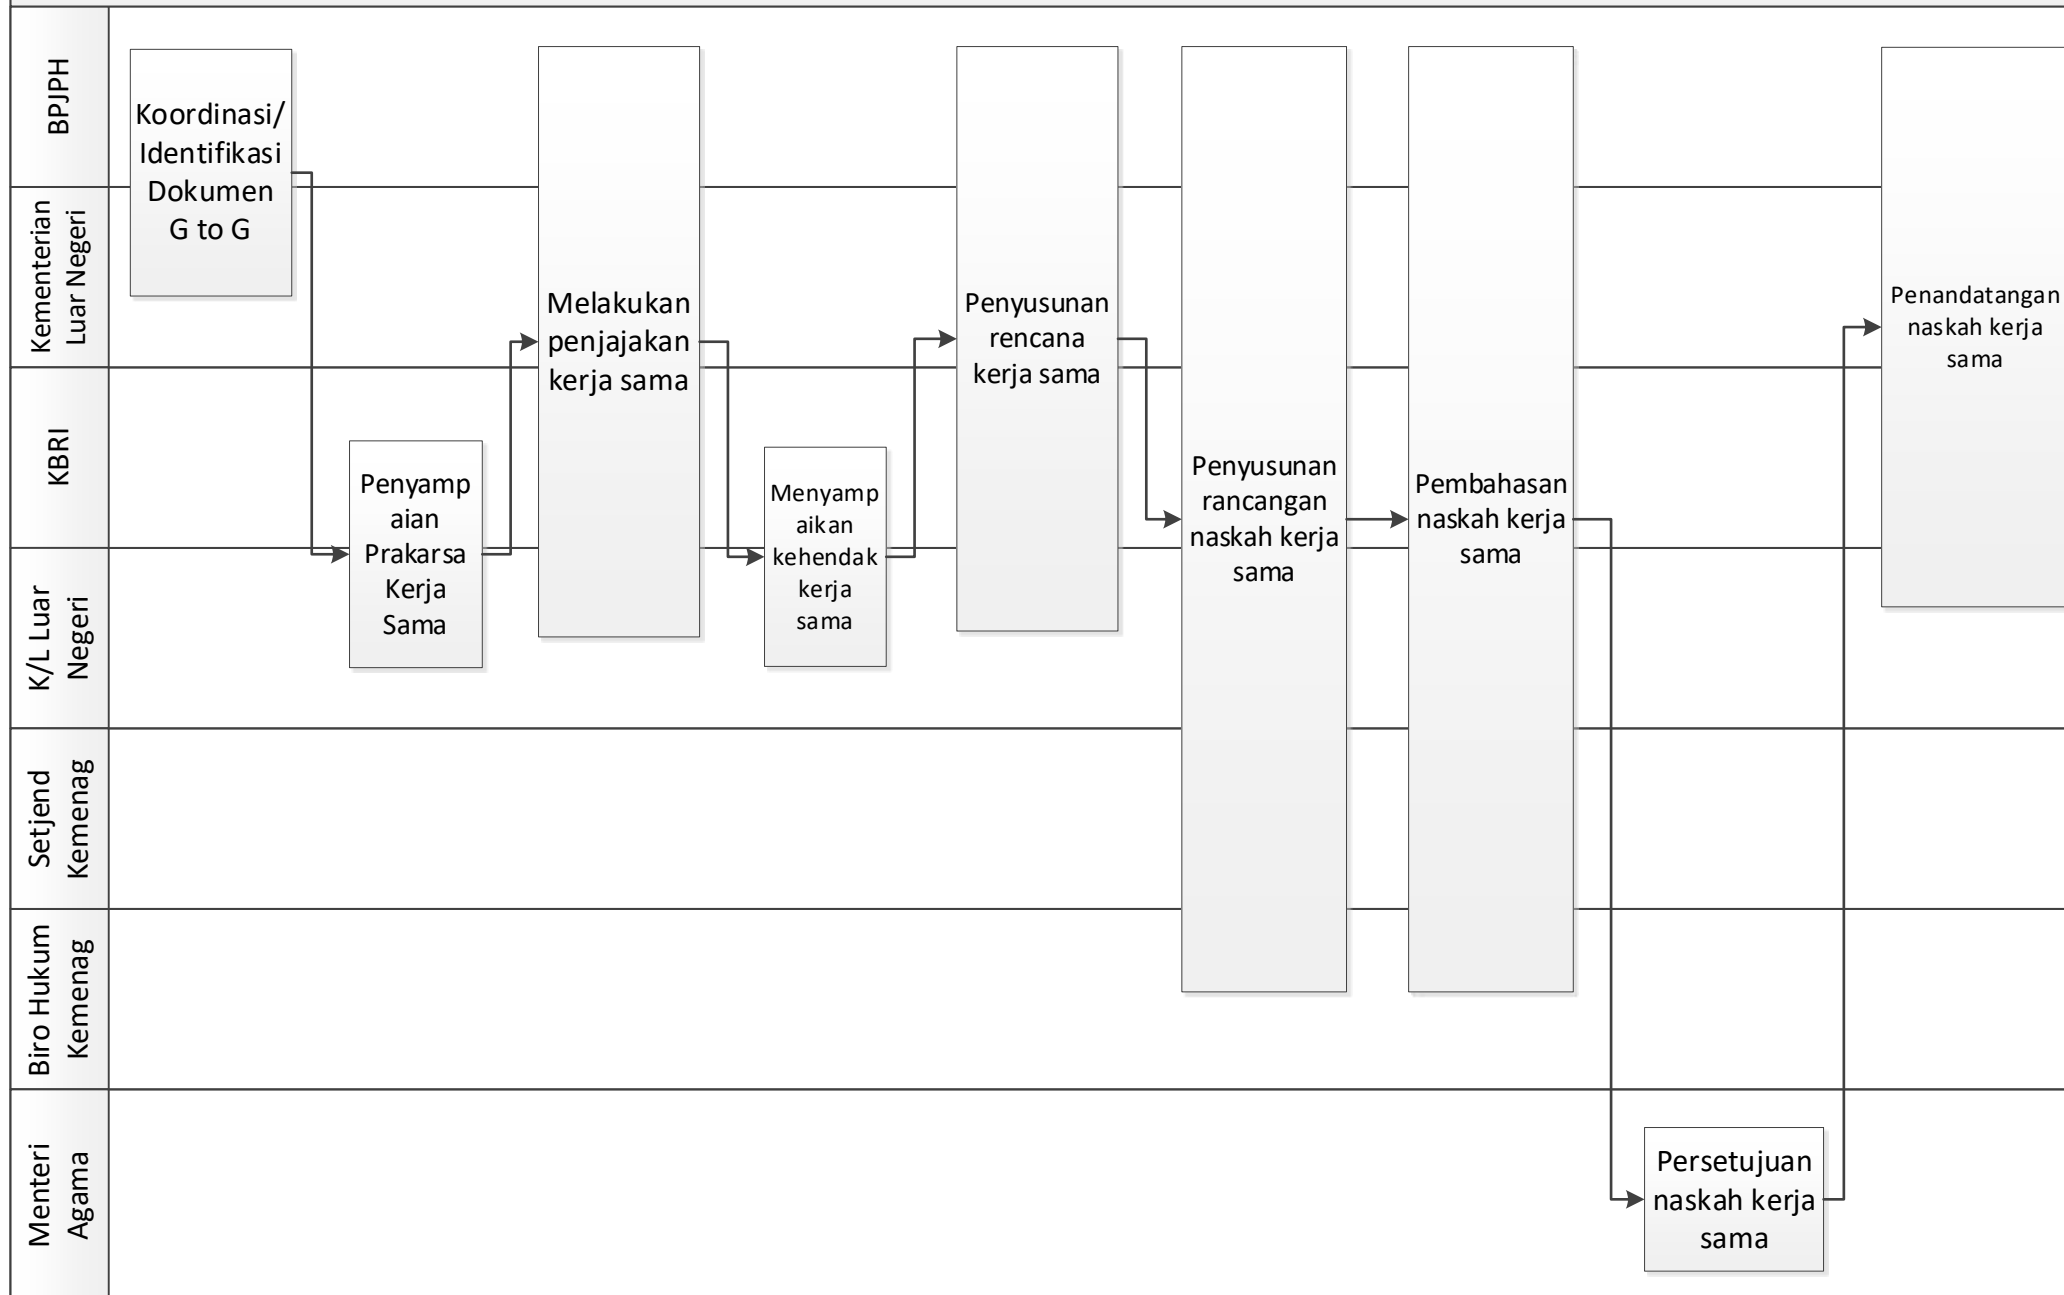 BPJPH
Kementerian
Luar Negeri
KBRI
K/L Luar
Negeri
Setjend
Kemenag
Biro Hukum
Kemenag
Menteri
Agama
Koordinasi/
Identifikasi
Dokumen
G to G
Penyamp
aian
Prakarsa
Kerja
Sama
Melakukan
penjajakan
kerja sama
Menyamp
aikan
kehendak
kerja
sama
Penyusunan
rencana
kerja sama
Penyusunan
rancangan
naskah kerja
sama
Pembahasan
naskah kerja
sama
Persetujuan
naskah kerja
sama
Penandatangan
naskah kerja
sama